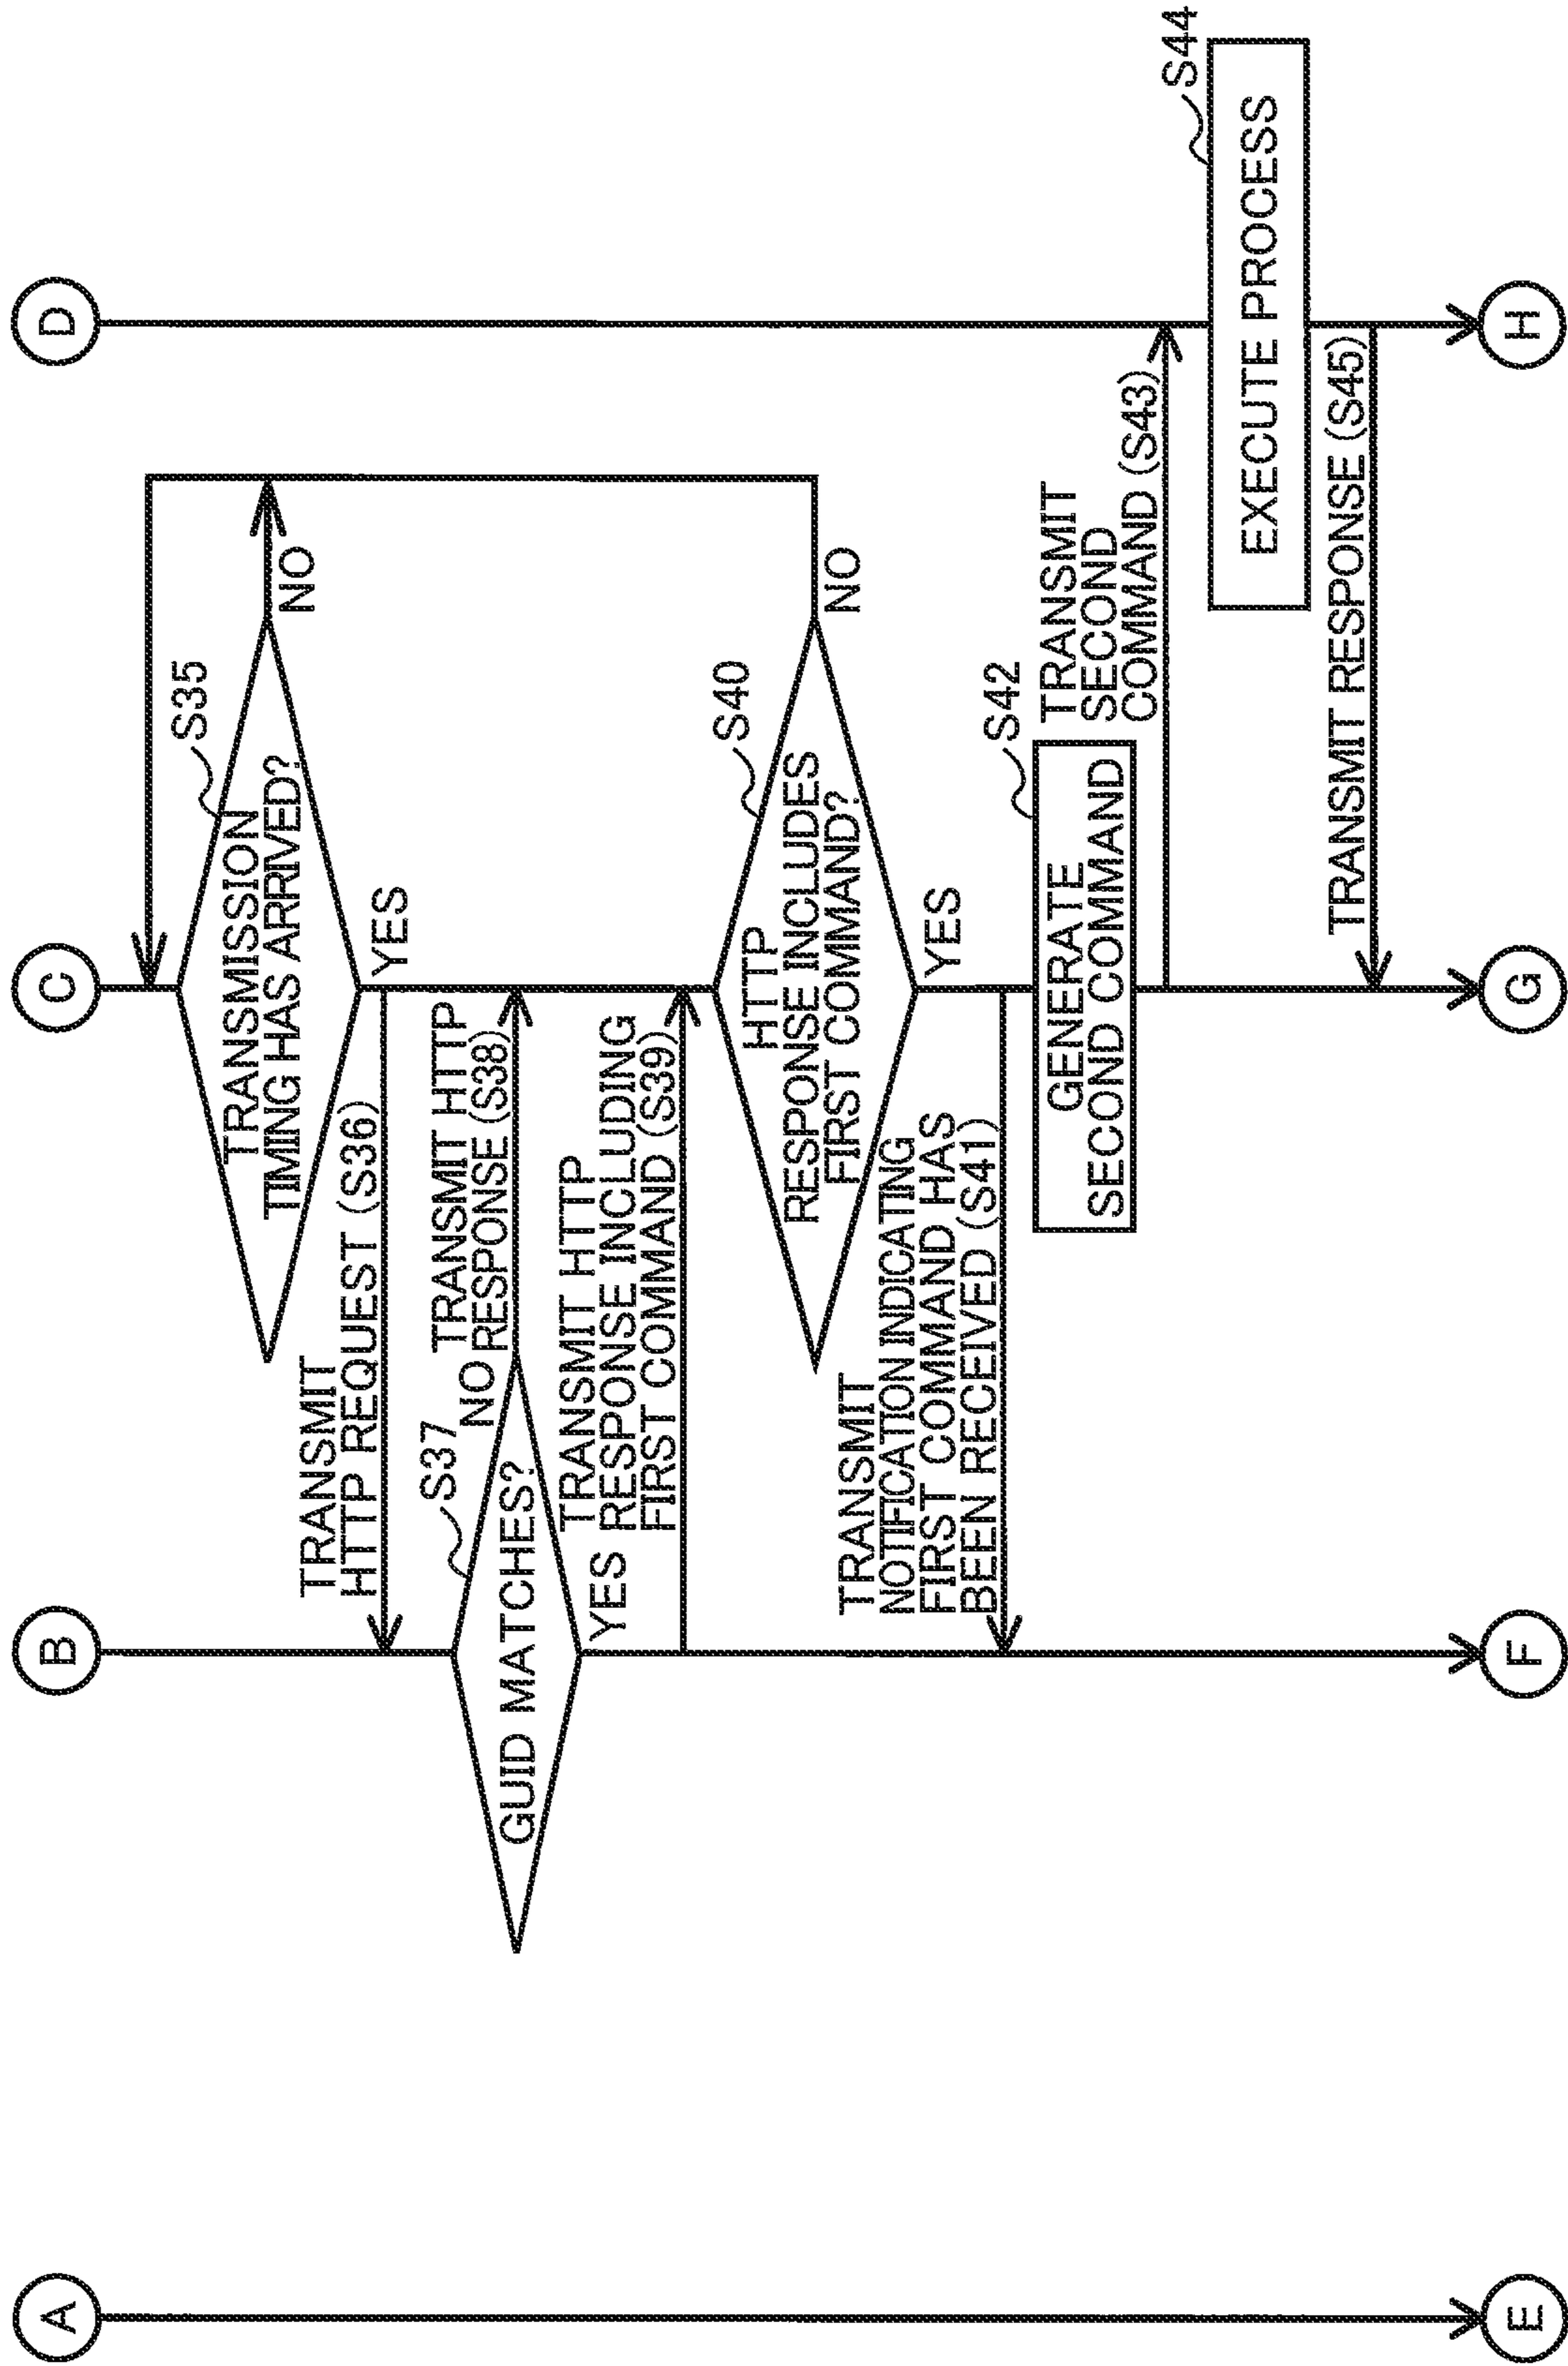 A
B
C
D
S35
TRANSMISSION
TIMING HAS ARRIVED?
NO
YES
TRANSMIT
HTTP REQUEST (S36)
S37
GUID MATCHES?
NO
TRANSMIT HTTP
RESPONSE (S38)
YES
TRANSMIT HTTP
RESPONSE INCLUDING
FIRST COMMAND (S39)
S40
HTTP
RESPONSE INCLUDES
FIRST COMMAND?
NO
YES
TRANSMIT
NOTIFICATION INDICATING
FIRST COMMAND HAS
BEEN RECEIVED (S41)
S42
GENERATE
SECOND COMMAND
TRANSMIT
SECOND
COMMAND (S43)
S44
EXECUTE PROCESS
TRANSMIT RESPONSE (S45)
E
F
G
H